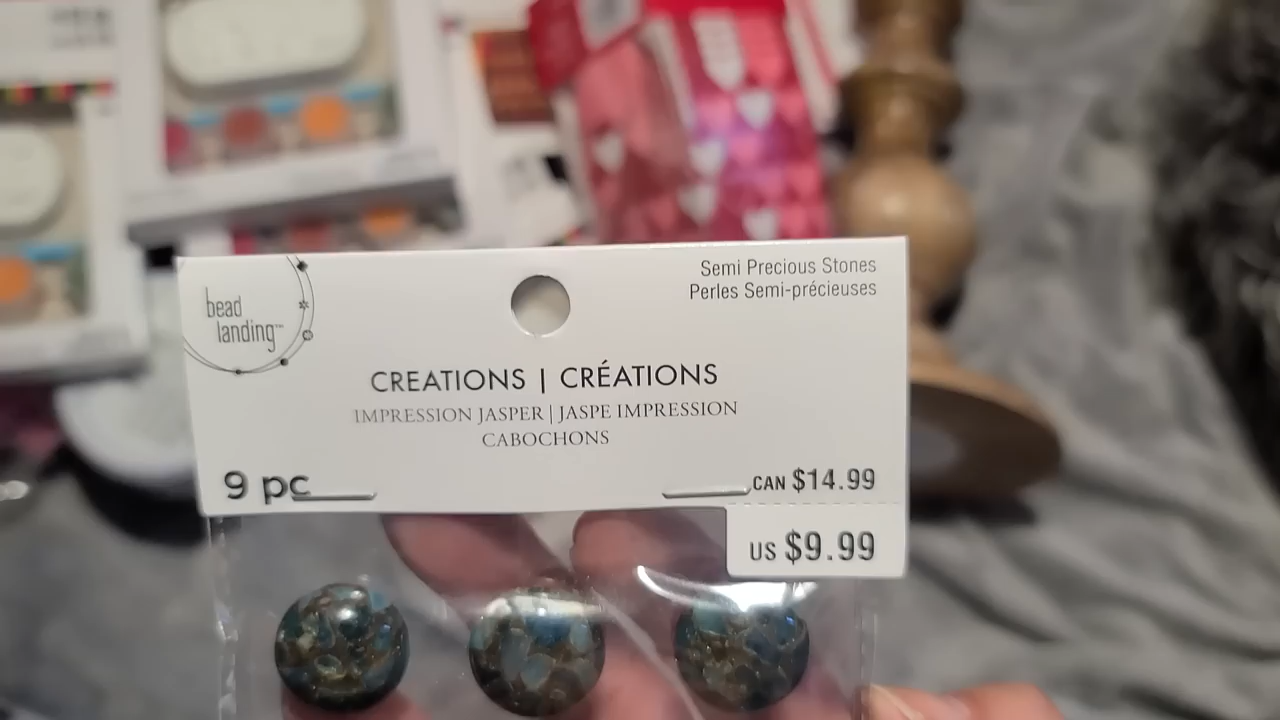 bead
landing™
Semi Precious Stones
Perles Semi-précieuses
CREATIONS | CRÉATIONS
IMPRESSION JASPER | JASPE IMPRESSION
CABOCHONS
9 pc
CAN $14.99
US $9.99